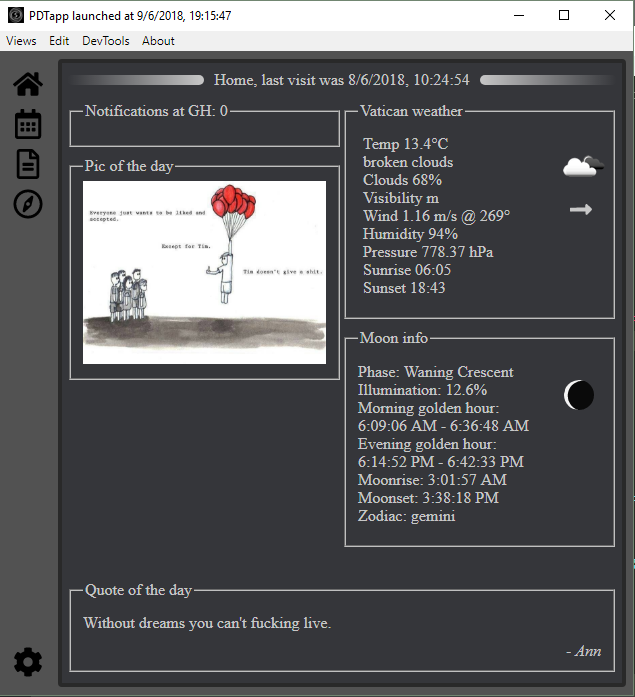 PDTapp launched at 9/6/2018, 19:15:47
Views Edit DevTools About
Home, last visit was 8/6/2018, 10:24:54
Notifications at GH: 0
Pic of the day
Everyone just wants to be liked and
accepted.
Except for Tim.
Tim doesn't give a shit.
Vatican weather
Temp 13.4°C
broken clouds
Clouds 68%
Visibility m
Wind 1.16 m/s @ 269°
Humidity 94%
Pressure 778.37 hPa
Sunrise 06:05
Sunset 18:43
Moon info
Phase: Waning Crescent
Illumination: 12.6%
Morning golden hour:
6:09:06 AM - 6:36:48 AM
Evening golden hour:
6:14:52 PM - 6:42:33 PM
Moonrise: 3:01:57 AM
Moonset: 3:38:18 PM
Zodiac: gemini
Quote of the day
Without dreams you can't fucking live.
- Ann